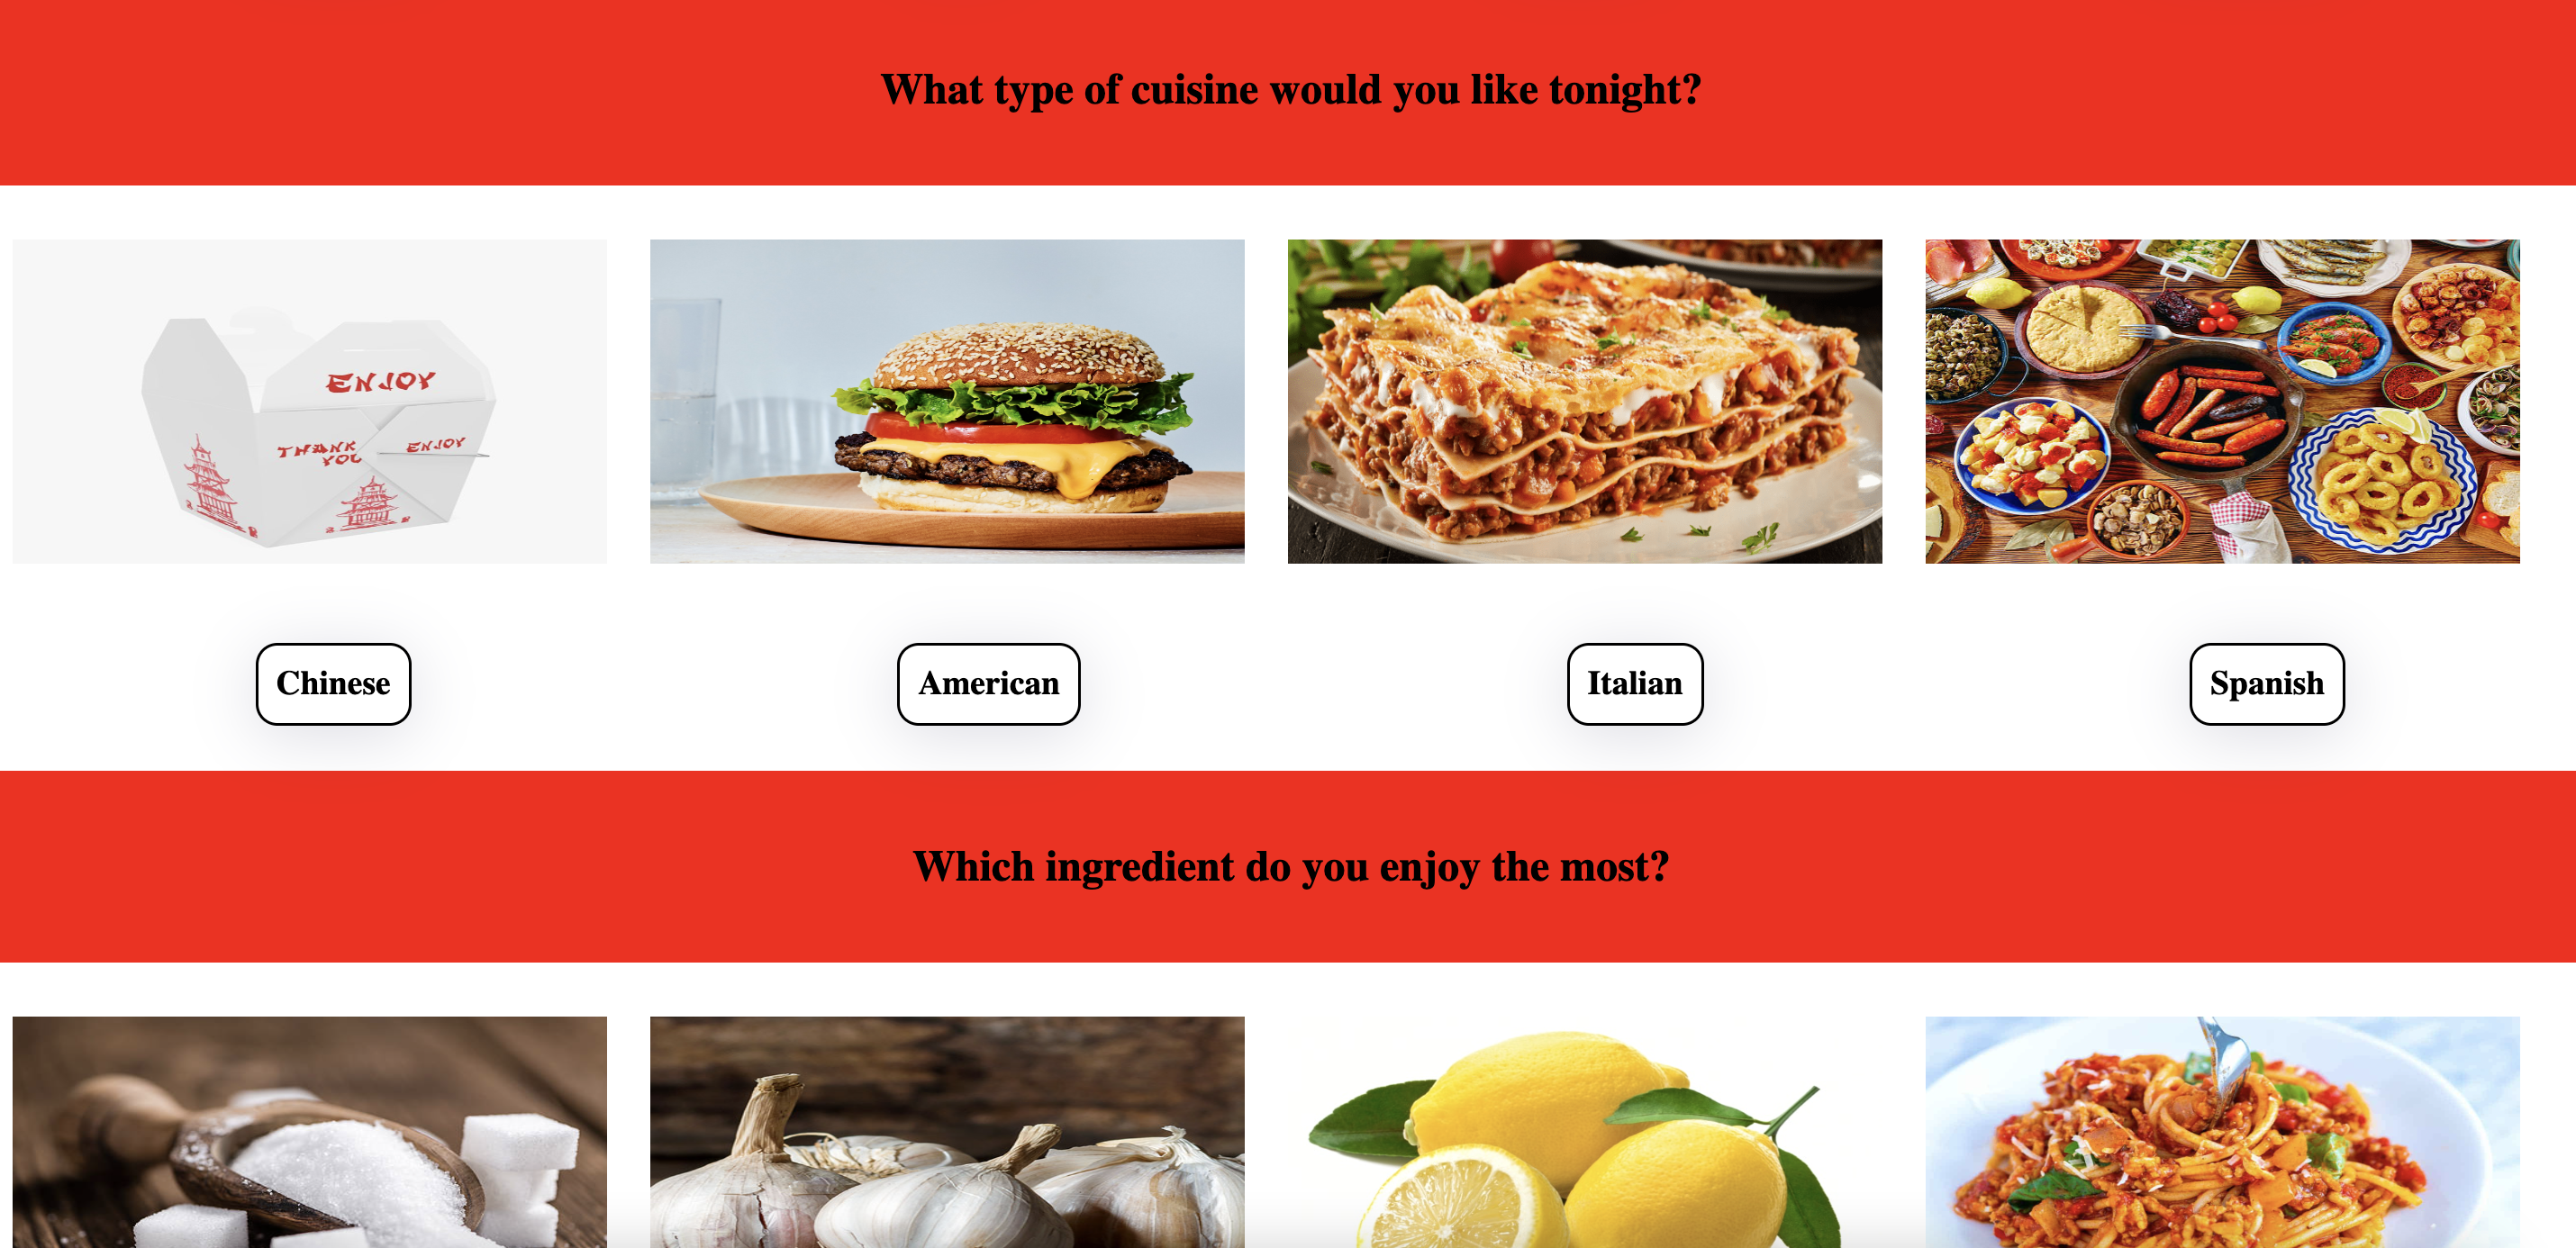 What type of cuisine would you like tonight?
ENJOY
THANK
YOU
ENJOY
Chinese
American
Italian
Spanish
Which ingredient do you enjoy the most?